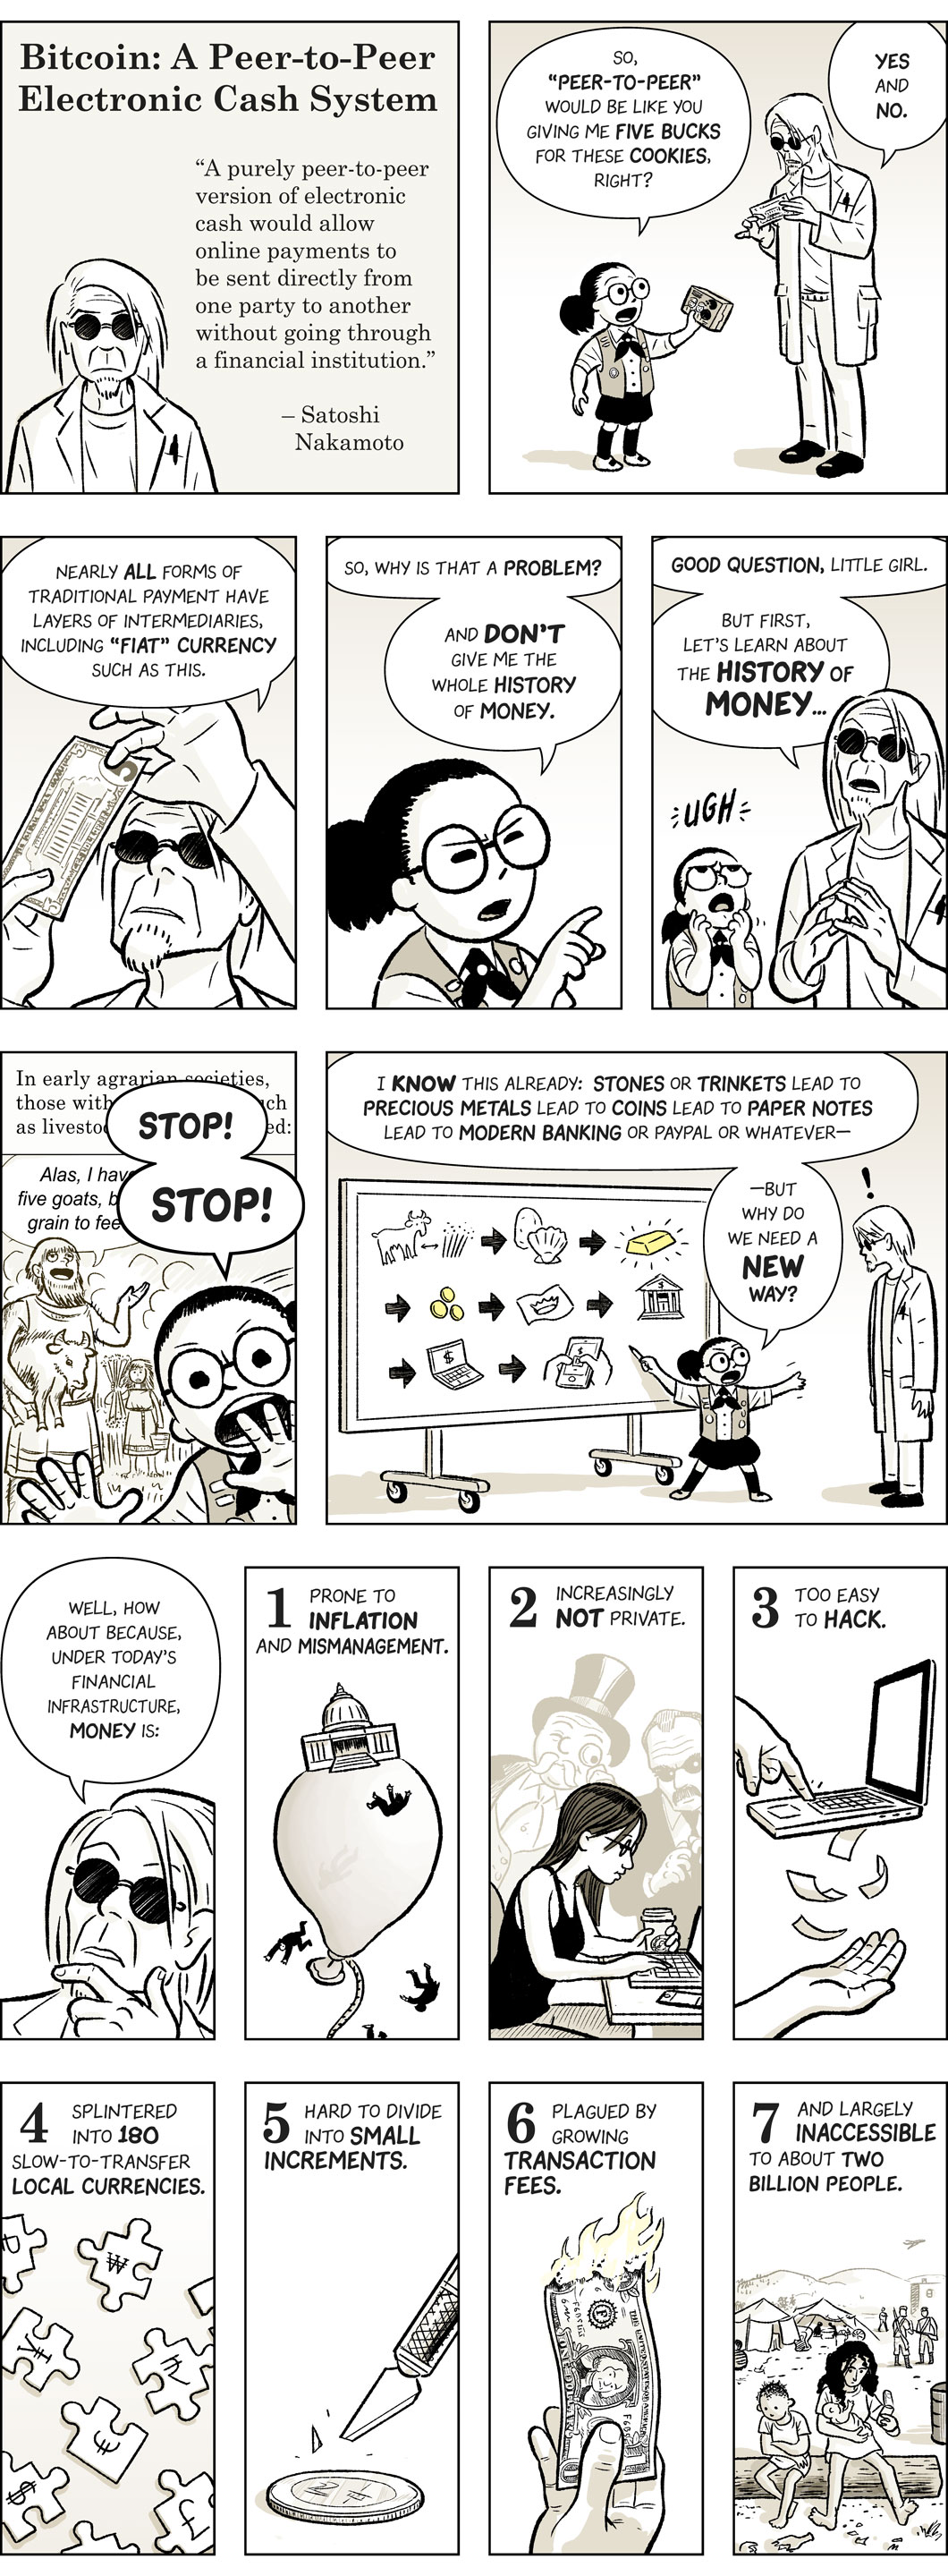 Bitcoin: A Peer-to-Peer
Electronic Cash System
“A purely peer-to-peer
version of electronic
cash would allow
online payments to
be sent directly from
one party to another
without going through
a financial institution.”
– Satoshi
Nakamoto
SO,
“PEER-TO-PEER”
WOULD BE LIKE YOU
GIVING ME FIVE BUCKS
FOR THESE COOKIES,
RIGHT?
YES
AND
NO.
NEARLY ALL FORMS OF
TRADITIONAL PAYMENT HAVE
LAYERS OF INTERMEDIARIES,
INCLUDING “FIAT” CURRENCY
SUCH AS THIS.
5
SO, WHY IS THAT A PROBLEM?
AND DON’T
GIVE ME THE
WHOLE HISTORY
OF MONEY.
GOOD QUESTION, LITTLE GIRL.
BUT FIRST,
LET’S LEARN ABOUT
THE HISTORY OF
MONEY...
UGH
In early agrarian societies,
those with
as livesto
Alas, I hav
five goats, b
grain to fee
STOP!
STOP!
I KNOW THIS ALREADY: STONES OR TRINKETS LEAD TO
PRECIOUS METALS LEAD TO COINS LEAD TO PAPER NOTES
LEAD TO MODERN BANKING OR PAYPAL OR WHATEVER—
—BUT
WHY DO
WE NEED A
NEW
WAY?
!
$
$
WELL, HOW
ABOUT BECAUSE,
UNDER TODAY’S
FINANCIAL
INFRASTRUCTURE,
MONEY IS:
1 PRONE TO
INFLATION
AND MISMANAGEMENT.
2 INCREASINGLY
NOT PRIVATE.
3 TOO EASY
TO HACK.
4 SPLINTERED
INTO 180
SLOW-TO-TRANSFER
LOCAL CURRENCIES.
₩
€
$
£
5 HARD TO DIVIDE
INTO SMALL
INCREMENTS.
6 PLAGUED BY
GROWING
TRANSACTION
FEES.
7 AND LARGELY
INACCESSIBLE
TO ABOUT TWO
BILLION PEOPLE.